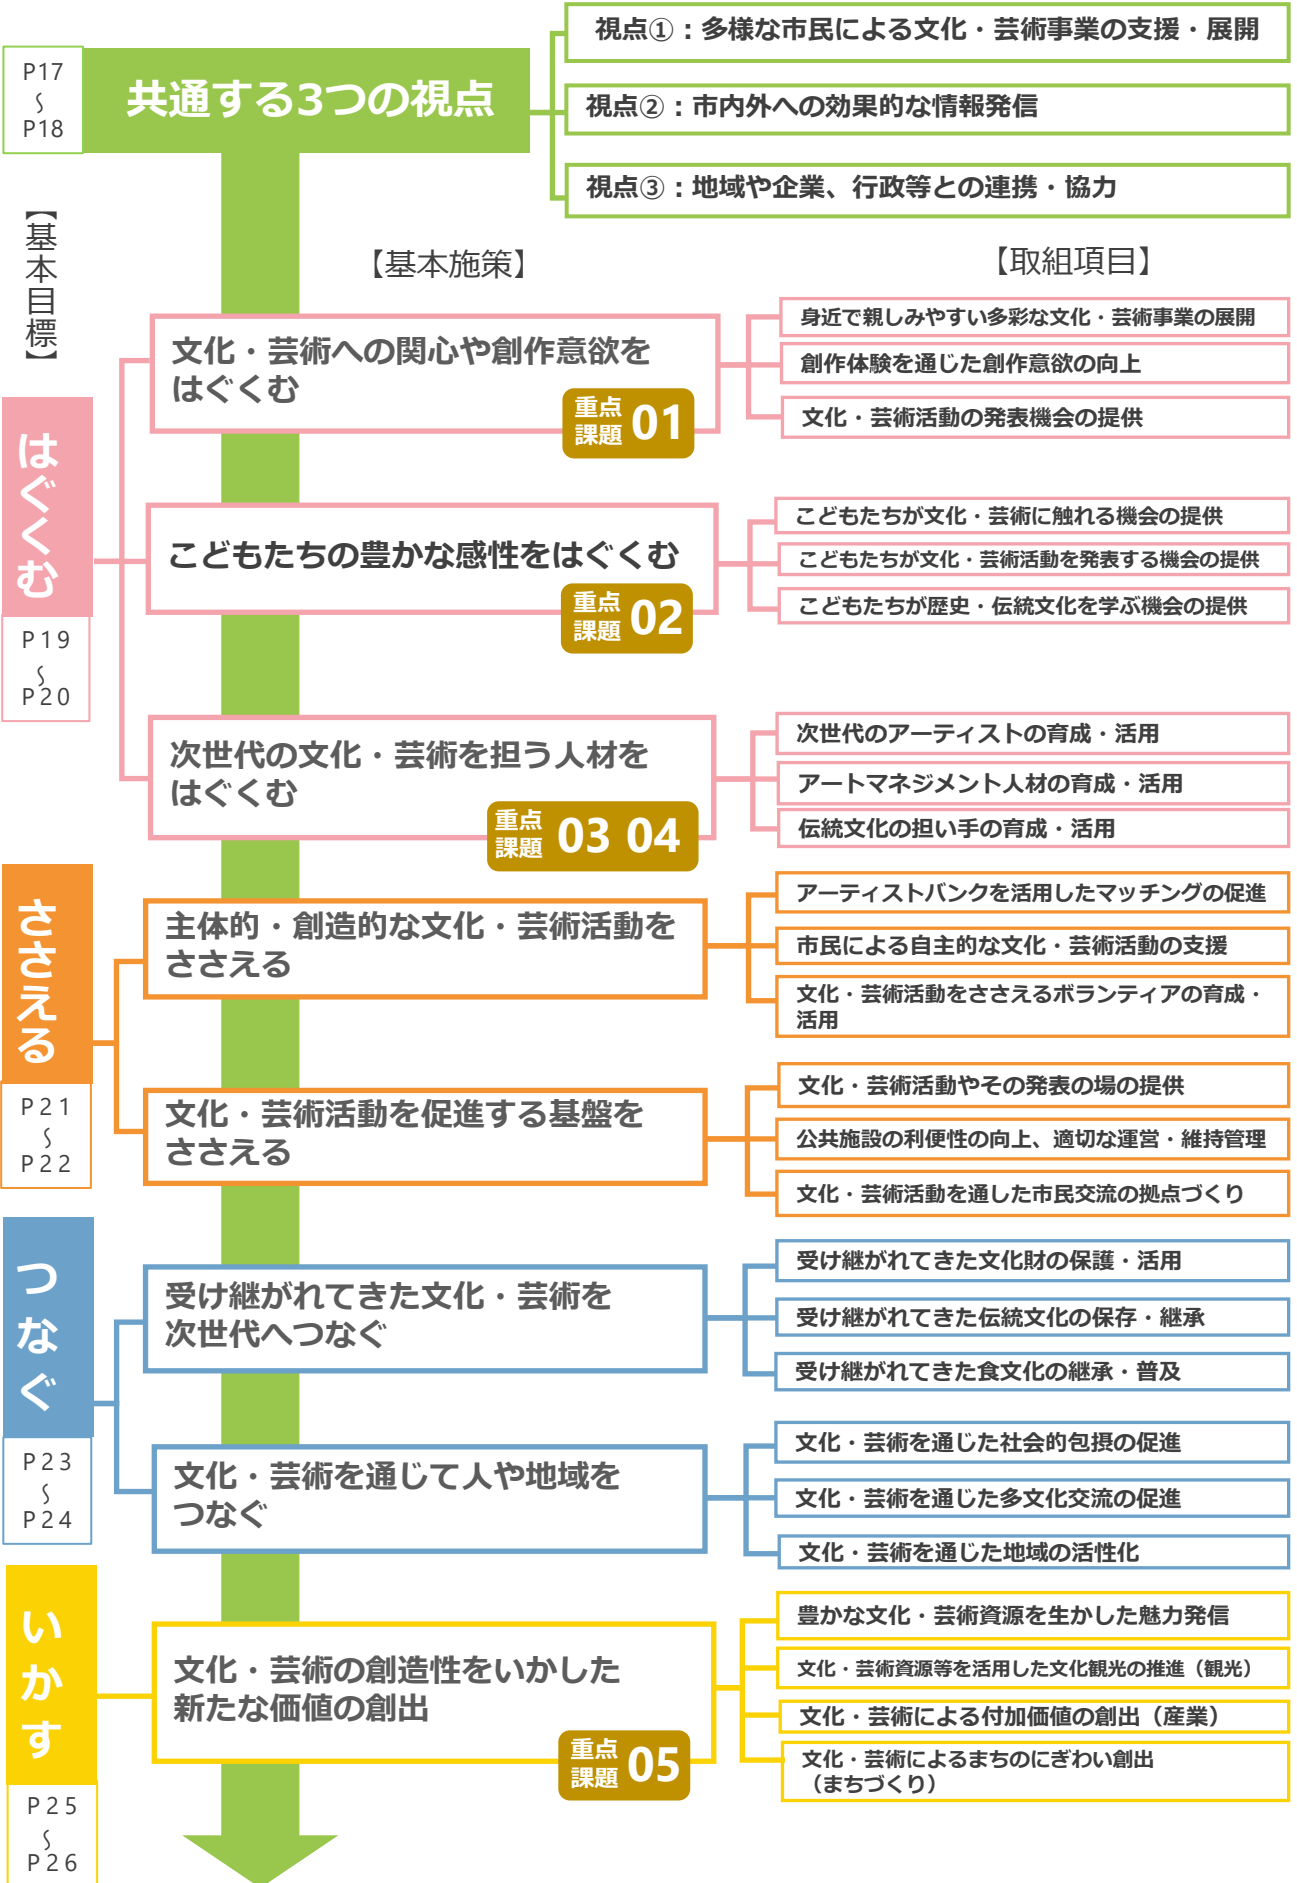 P17
〜
P18
共通する3つの視点
視点①：多様な市民による文化・芸術事業の支援・展開
視点②：市内外への効果的な情報発信
視点③：地域や企業、行政等との連携・協力
【基本目標】
【基本施策】
【取組項目】
はぐくむ
P19
〜
P20
文化・芸術への関心や創作意欲を
はぐくむ
重点
課題 01
身近で親しみやすい多彩な文化・芸術事業の展開
創作体験を通じた創作意欲の向上
文化・芸術活動の発表機会の提供
こどもたちの豊かな感性をはぐくむ
重点
課題 02
こどもたちが文化・芸術に触れる機会の提供
こどもたちが文化・芸術活動を発表する機会の提供
こどもたちが歴史・伝統文化を学ぶ機会の提供
次世代の文化・芸術を担う人材を
はぐくむ
重点
課題 03 04
次世代のアーティストの育成・活用
アートマネジメント人材の育成・活用
伝統文化の担い手の育成・活用
ささえる
P21
〜
P22
主体的・創造的な文化・芸術活動を
ささえる
アーティストバンクを活用したマッチングの促進
市民による自主的な文化・芸術活動の支援
文化・芸術活動をささえるボランティアの育成・
活用
文化・芸術活動を促進する基盤を
ささえる
文化・芸術活動やその発表の場の提供
公共施設の利便性の向上、適切な運営・維持管理
文化・芸術活動を通した市民交流の拠点づくり
つなぐ
P23
〜
P24
受け継がれてきた文化・芸術を
次世代へつなぐ
受け継がれてきた文化財の保護・活用
受け継がれてきた伝統文化の保存・継承
受け継がれてきた食文化の継承・普及
文化・芸術を通じて人や地域を
つなぐ
文化・芸術を通じた社会的包摂の促進
文化・芸術を通じた多文化交流の促進
文化・芸術を通じた地域の活性化
いかす
P25
〜
P26
文化・芸術の創造性をいかした
新たな価値の創出
重点
課題 05
豊かな文化・芸術資源を生かした魅力発信
文化・芸術資源等を活用した文化観光の推進（観光）
文化・芸術による付加価値の創出（産業）
文化・芸術によるまちのにぎわい創出
（まちづくり）